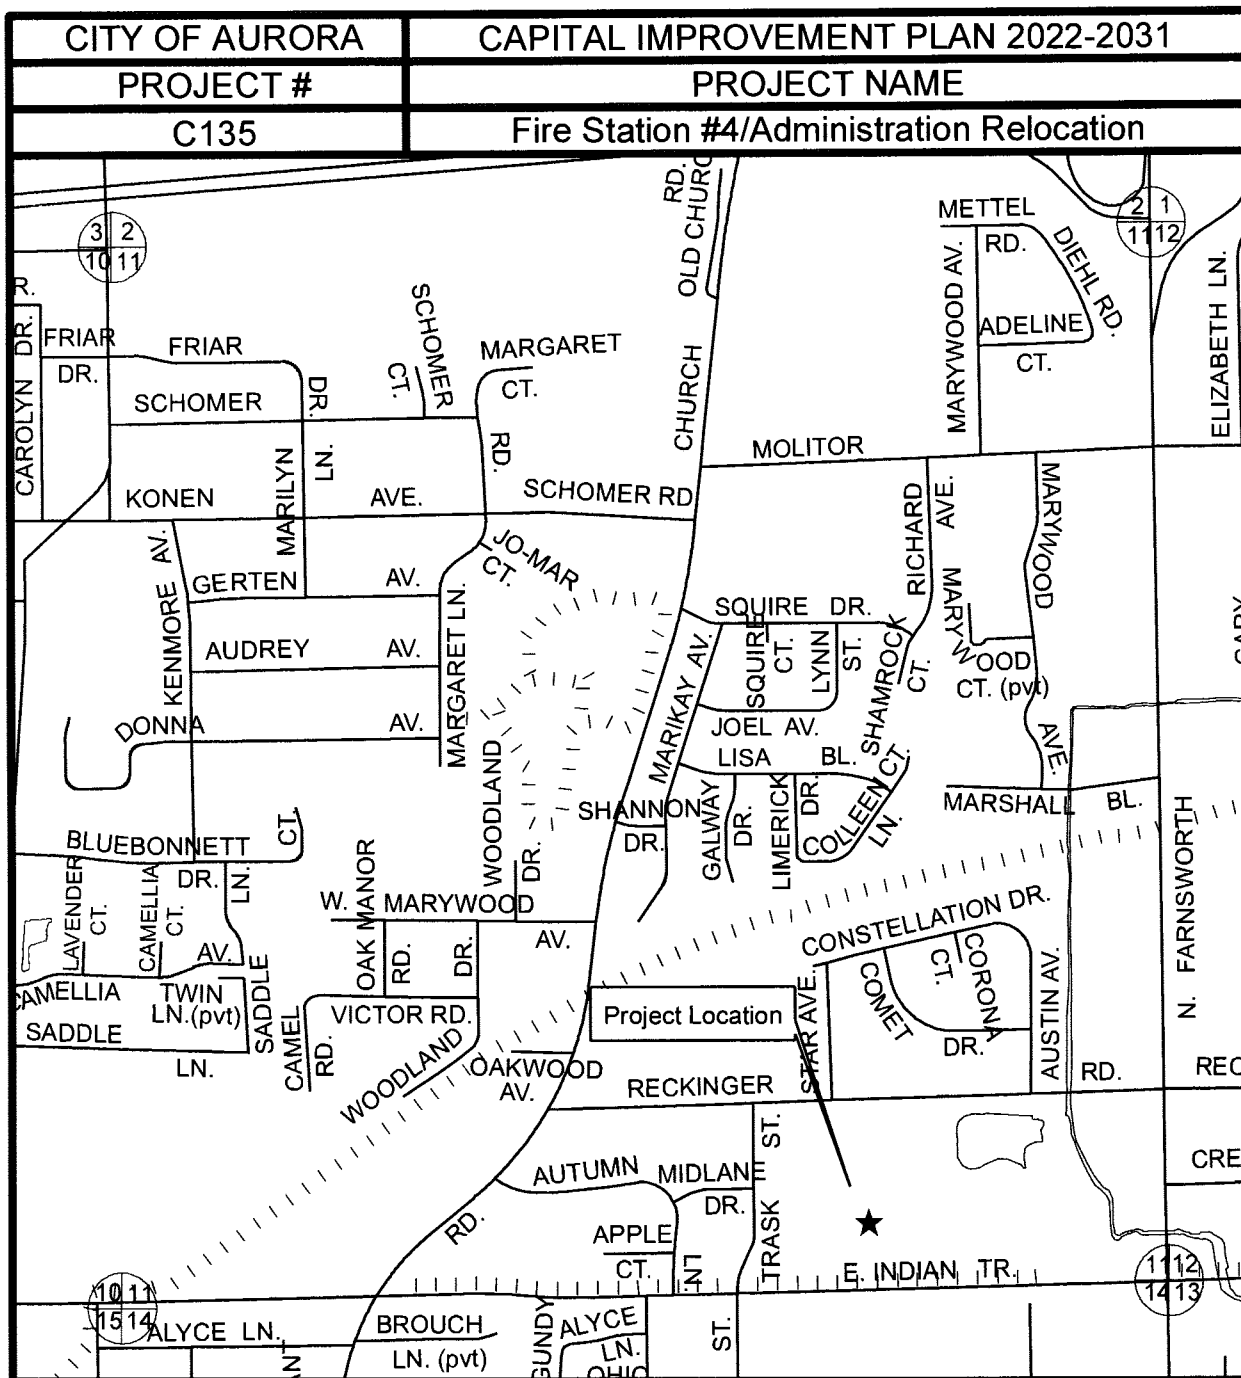 CITY OF AURORA
CAPITAL IMPROVEMENT PLAN 2022-2031
PROJECT #
PROJECT NAME
C135
Fire Station #4/Administration Relocation
RD.
OLD CHURC
METTEL
RD.
DIEHL RD.
MARYWOOD AV.
ADELINE
CT.
2 1
11 12
3 2
10 11
ELIZABETH LN.
R.
CAROLYN DR.
FRIAR
DR.
FRIAR
DR.
SCHOMER
CT.
MARGARET
CT.
SCHOMER
RD.
CHURCH
MOLITOR
MARILYN
LN.
KONEN
AVE.
SCHOMER RD
RICHARD
AVE.
MARYWOOD
AVE.
JO-MAR
CT.
KENMORE AV.
GERTEN
AV.
MARGARET LN.
AUDREY
AV.
DONNA
AV.
SQUIRE DR.
SQUIRE
CT.
LYNN
ST.
SHAMROCK
CT.
MARY WOOD
CT. (pvt)
CARY
MARIKAY AV.
JOEL AV.
LISA BL.
COLLEEN CT.
LN.
LIMERICK
DR.
GALWAY
DR.
SHANNON
DR.
MARSHALL BL.
N. FARNSWORTH
WOODLAND
DR.
BLUEBONNETT
CT.
DR.
LN.
LAVENDER
CT.
CAMELLIA
CT.
AV.
W. MARYWOOD
AV.
OAK MANOR
RD.
DR.
CAMELLIA
TWIN
LN.(pvt)
SADDLE
SADDLE
LN.
CAMEL
RD.
VICTOR RD.
WOODLAND
OAKWOOD
AV.
CONSTELLATION DR.
CORONA
CT.
COMET
DR.
STAR AVE.
AUSTIN AV.
Project Location
RECKINGER
RD.
REC
CRE
AUTUMN
MIDLANE
DR.
TRASK
ST.
RD.
APPLE
CT.
LN.
E. INDIAN TR.
11 12
14 13
10 11
15 14
ALYCE LN.
BROUCH
LN. (pvt)
GUNDY
ALYCE
LN.
OHIO
ST.
ANT